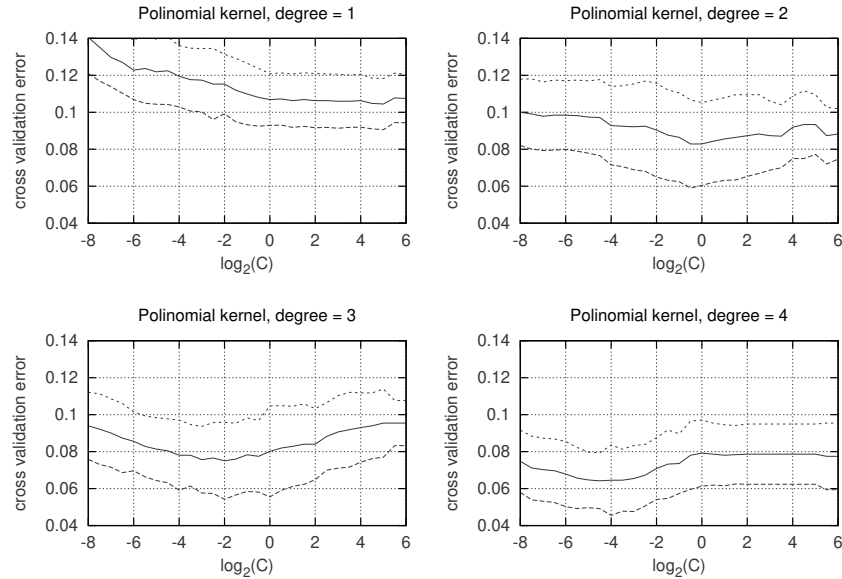 Polinomial kernel, degree = 1
cross validation error
0.14
0.12
0.1
0.08
0.06
0.04
-8 -6 -4 -2 0 2 4 6
log2(C)
Polinomial kernel, degree = 2
cross validation error
0.14
0.12
0.1
0.08
0.06
0.04
-8 -6 -4 -2 0 2 4 6
log2(C)
Polinomial kernel, degree = 3
cross validation error
0.14
0.12
0.1
0.08
0.06
0.04
-8 -6 -4 -2 0 2 4 6
log2(C)
Polinomial kernel, degree = 4
cross validation error
0.14
0.12
0.1
0.08
0.06
0.04
-8 -6 -4 -2 0 2 4 6
log2(C)